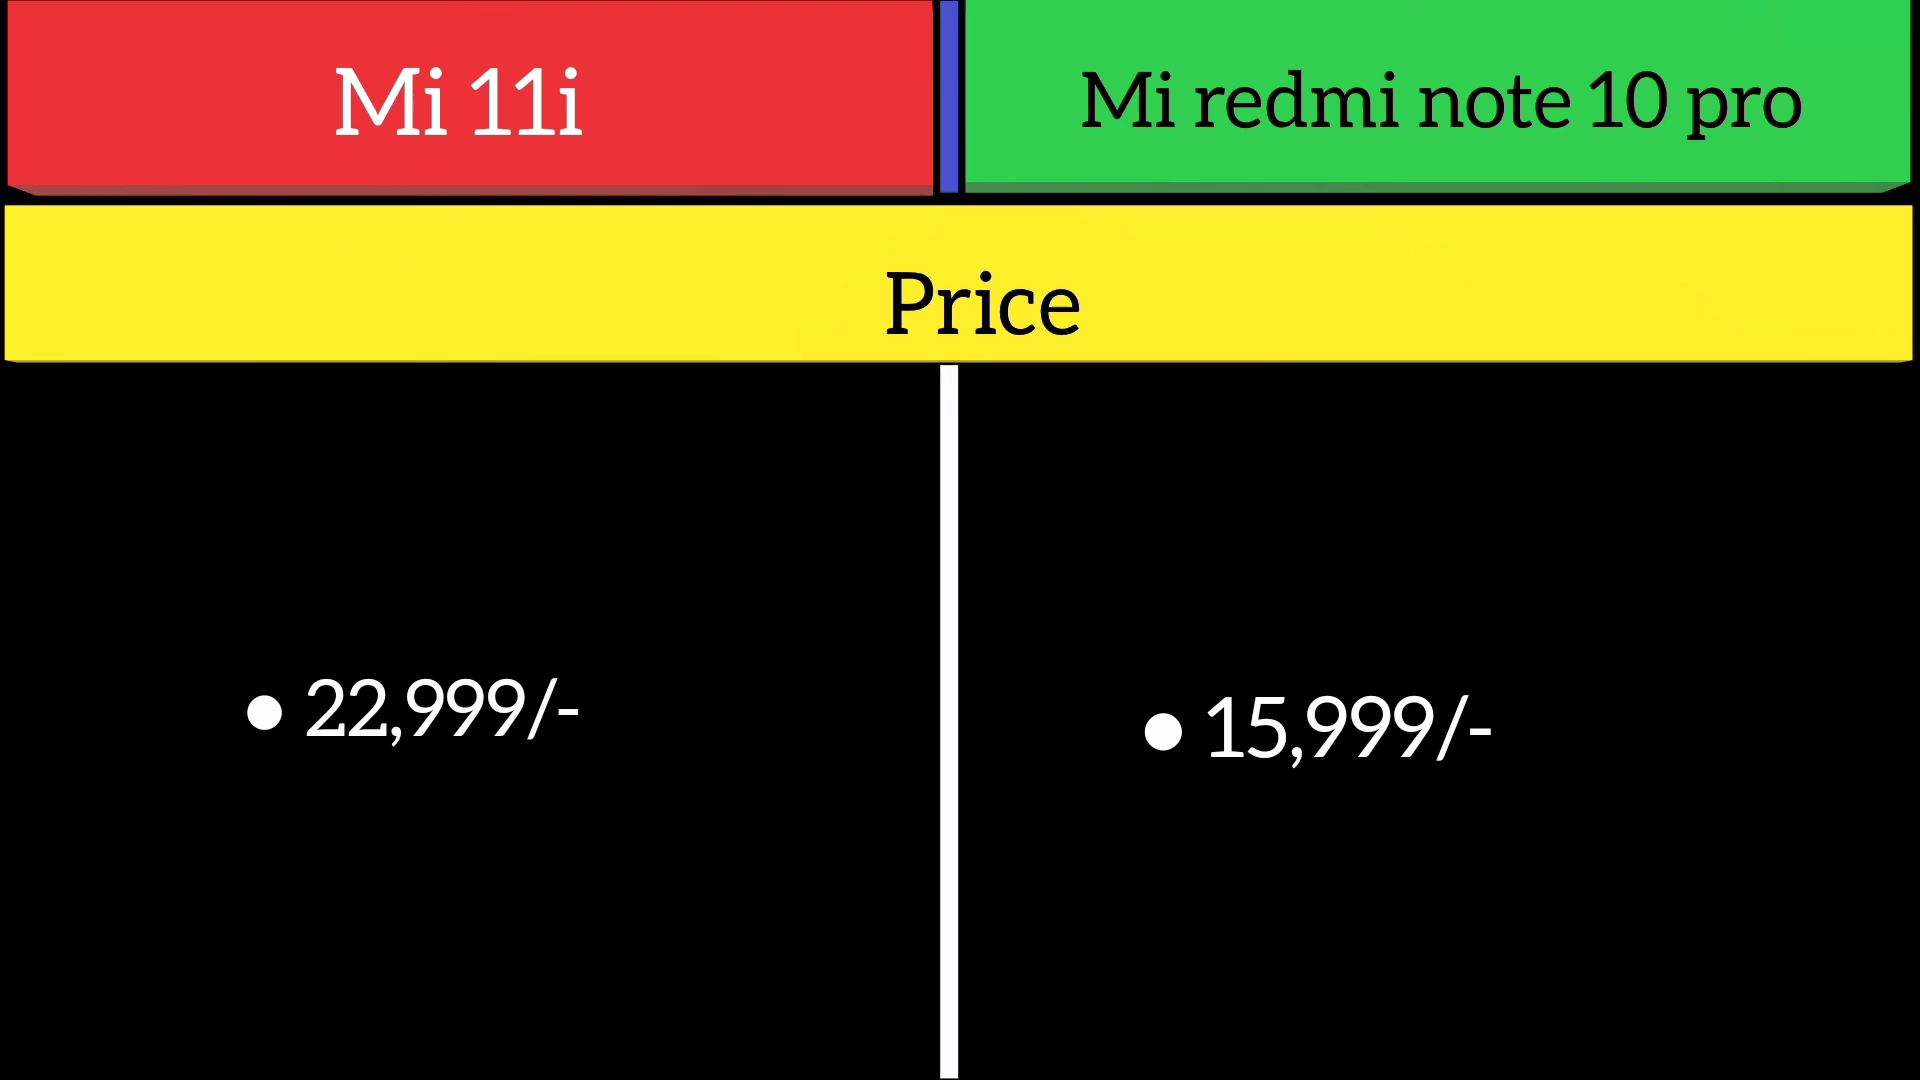 Mi 11i
Mi redmi note 10 pro
Price
● 22,999/-
● 15,999/-